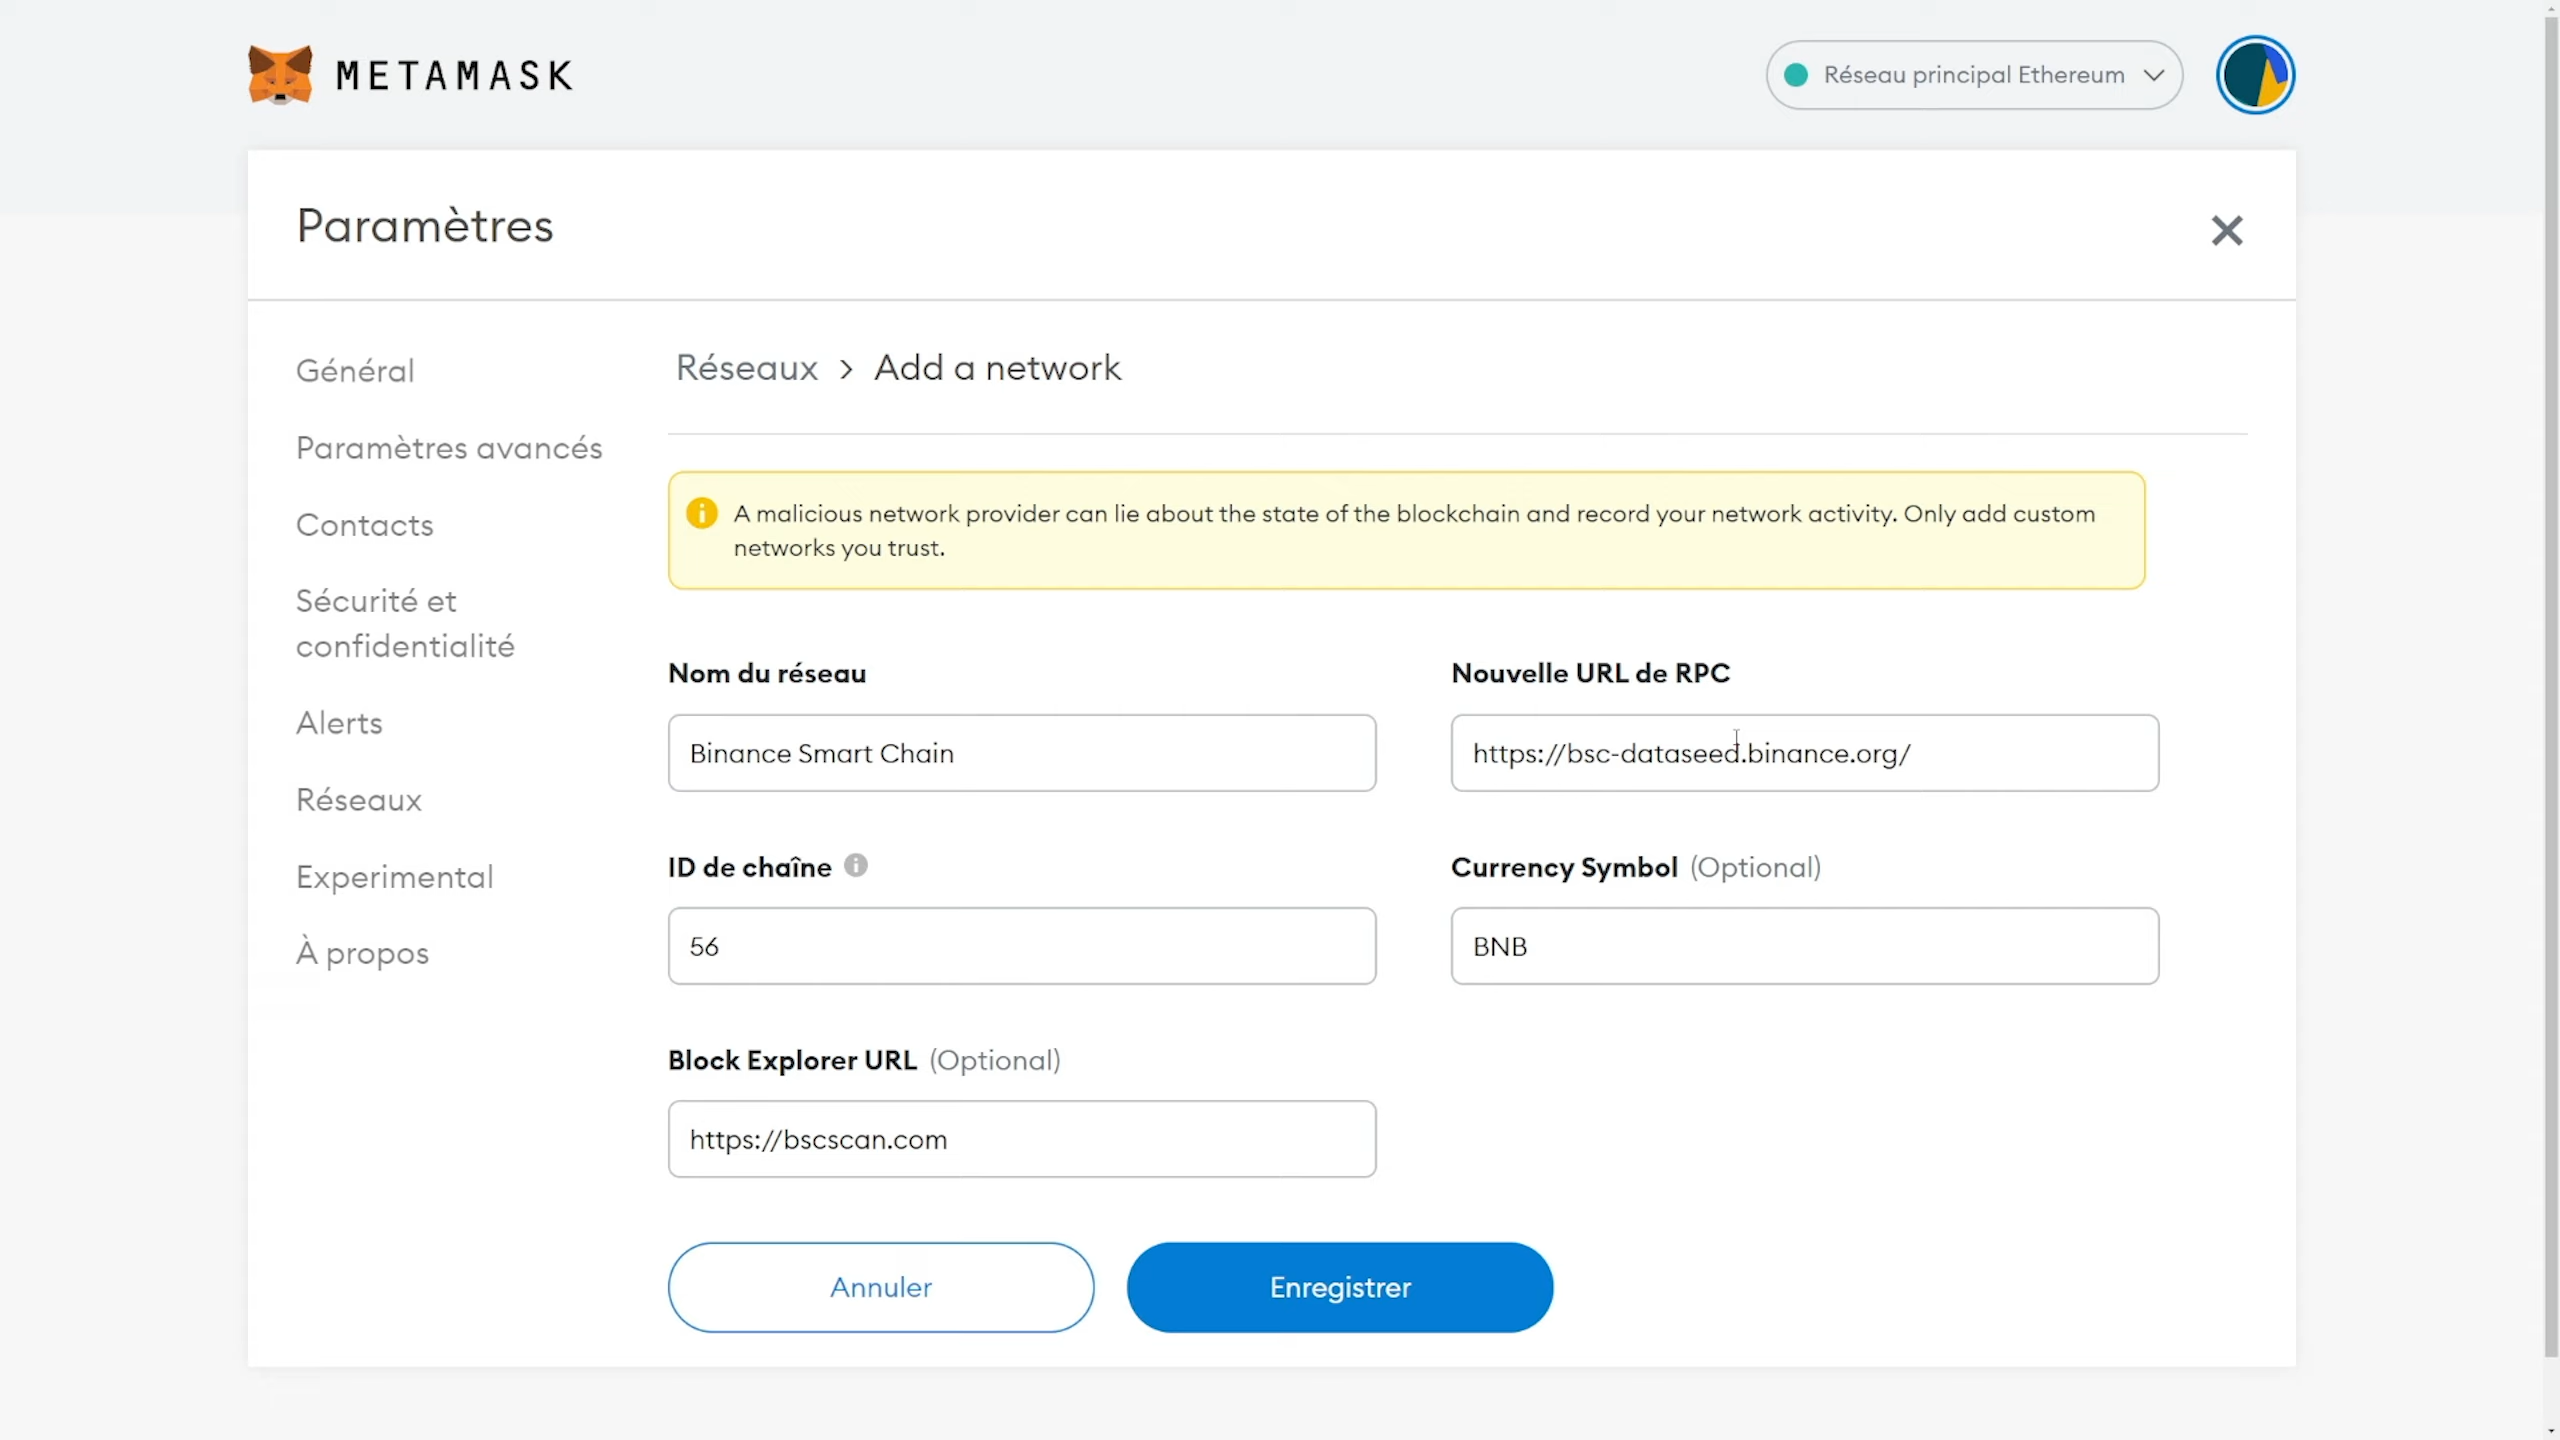 METAMASK
Réseau principal Ethereum
Paramètres
Général
Paramètres avancés
Contacts
Sécurité et
confidentialité
Alerts
Réseaux
Experimental
À propos
Réseaux > Add a network
A malicious network provider can lie about the state of the blockchain and record your network activity. Only add custom
networks you trust.
Nom du réseau
Binance Smart Chain
Nouvelle URL de RPC
https://bsc-dataseed.binance.org/
ID de chaîne
56
Currency Symbol (Optional)
BNB
Block Explorer URL (Optional)
https://bscscan.com
Annuler
Enregistrer